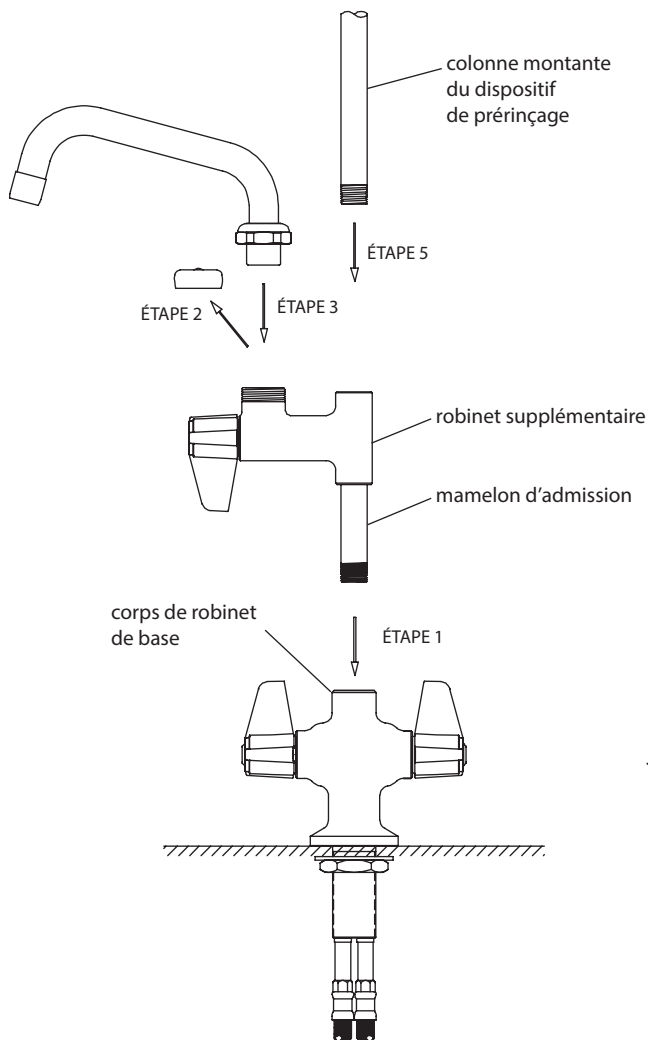 colonne montante
du dispositif
de prérinçage
ÉTAPE 5
ÉTAPE 2
ÉTAPE 3
robinet supplémentaire
mamelon d’admission
corps de robinet
de base
ÉTAPE 1